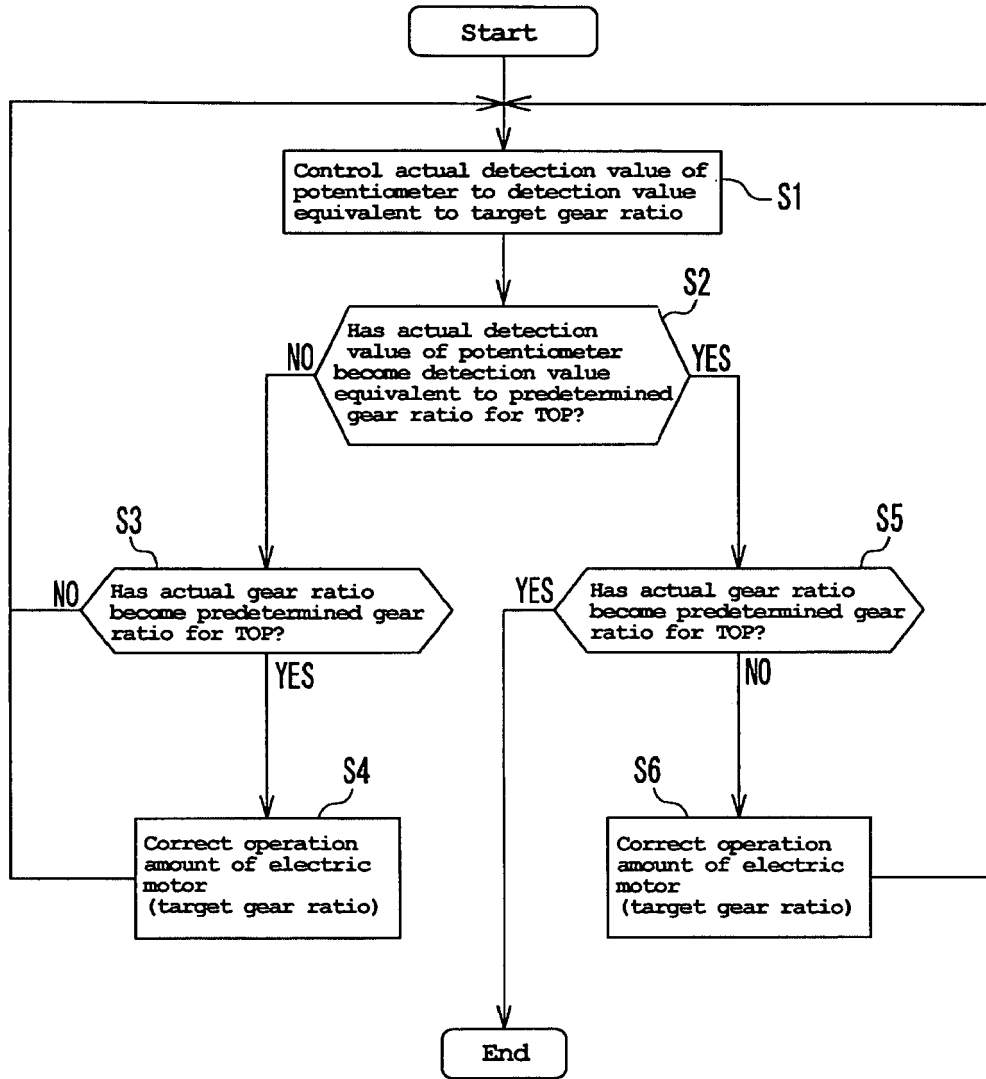 Start
Control actual detection value of
potentiometer to detection value
equivalent to target gear ratio
S1
S2
Has actual detection
value of potentiometer
become detection value
equivalent to predetermined
gear ratio for TOP?
NO
YES
S3
Has actual gear ratio
become predetermined gear
ratio for TOP?
NO
YES
S5
Has actual gear ratio
become predetermined gear
ratio for TOP?
YES
NO
S4
Correct operation
amount of electric
motor
(target gear ratio)
S6
Correct operation
amount of electric
motor
(target gear ratio)
End